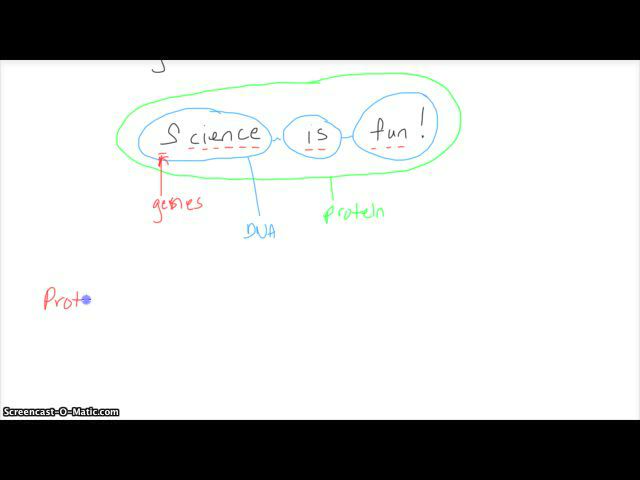 Science is fun!
genes
DNA
protein
Prot
Screencast-O-Matic.com